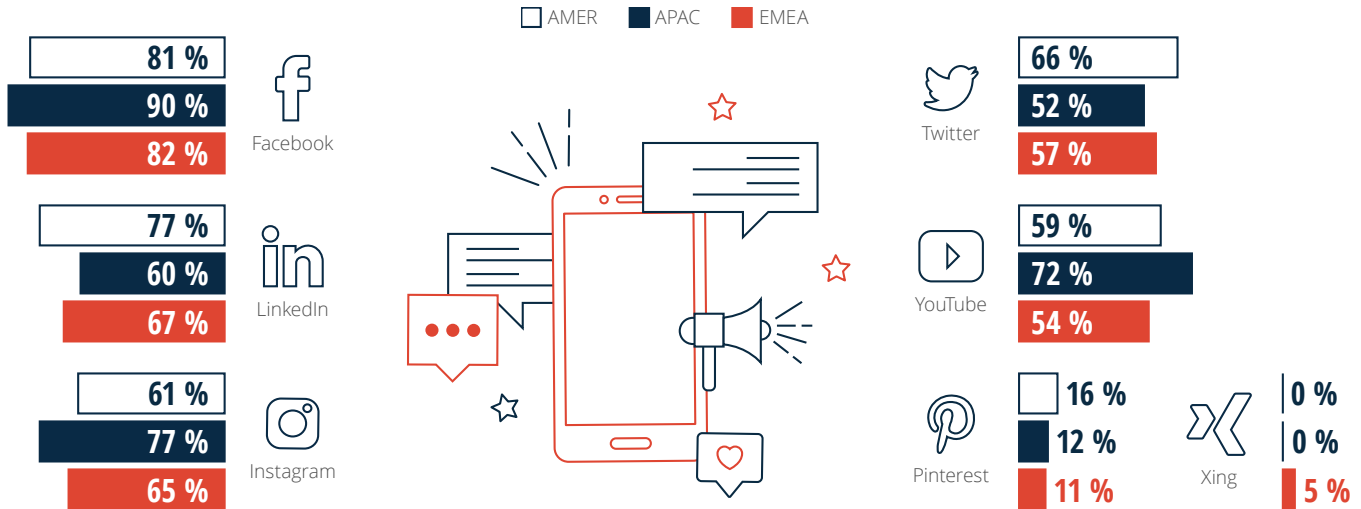 AMER APAC EMEA
81 %
90 %
82 %
Facebook
77 %
60 %
67 %
LinkedIn
61 %
77 %
65 %
Instagram
66 %
52 %
57 %
Twitter
59 %
72 %
54 %
YouTube
16 %
12 %
11 %
Pinterest
0 %
0 %
5 %
Xing